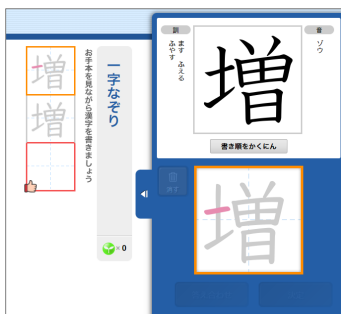 一字なぞり
お手本を見ながら漢字を書きましょう
増
増
× 0
訓
ます ふえる
ふやす
音
ゾウ
増
書き順をかくにん
消す
増